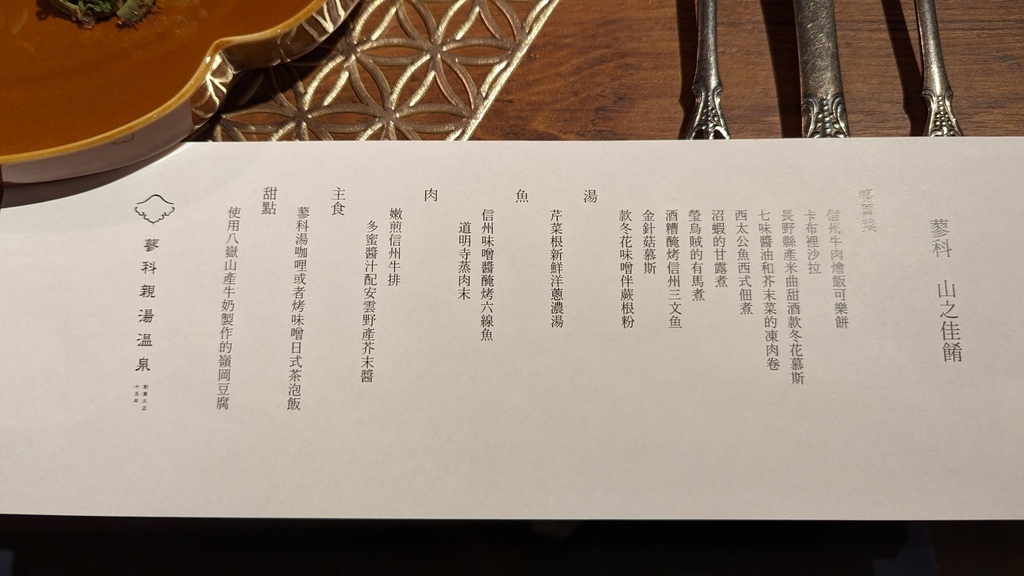 蓼科　山之佳餚
信州牛肉燴飯可樂餅
卡布裡沙拉
長野縣產米曲甜酒款冬花慕斯
七味醬油和芥末菜的凍肉卷
西太公魚西式佃煮
沼蝦的甘露煮
螢烏賊的有馬煮
酒糟醃烤信州三文魚
金針菇慕斯
款冬花味噌伴蕨根粉
湯
芹菜根新鮮洋蔥濃湯
魚
信州味噌醬醃烤六線魚
道明寺蒸肉末
肉
嫩煎信州牛排
多蜜醬汁配安雲野產芥末醬
主食
蓼科湯咖哩或者烤味噌日式茶泡飯
甜點
使用八嶽山產牛奶製作的嶺岡豆腐
蓼科親湯溫泉
創業大正
十五年